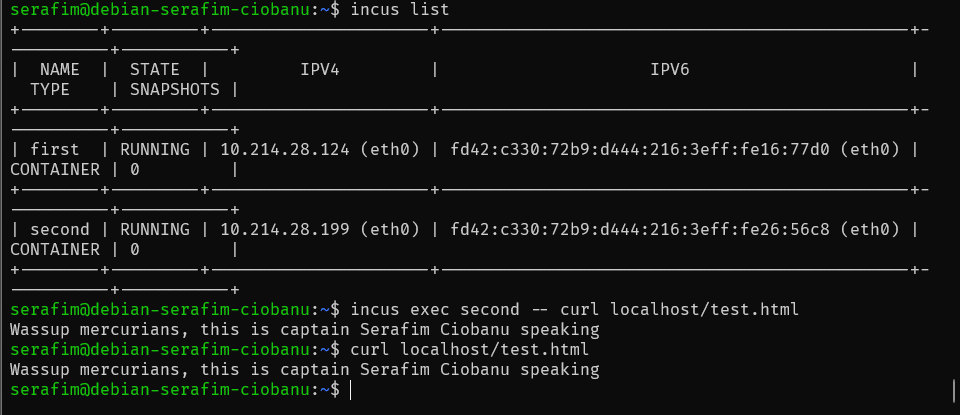 serafim@debian-serafim-ciobanu:~$ incus list
+--------+---------+----------------------+-----------------------------------------------+-
----------+-----------+
|  NAME  |  STATE  |         IPV4         |                     IPV6                      |
  TYPE    | SNAPSHOTS |
+--------+---------+----------------------+-----------------------------------------------+-
----------+-----------+
| first  | RUNNING | 10.214.28.124 (eth0) | fd42:c330:72b9:d444:216:3eff:fe16:77d0 (eth0) |
CONTAINER | 0         |
+--------+---------+----------------------+-----------------------------------------------+-
----------+-----------+
| second | RUNNING | 10.214.28.199 (eth0) | fd42:c330:72b9:d444:216:3eff:fe26:56c8 (eth0) |
CONTAINER | 0         |
+--------+---------+----------------------+-----------------------------------------------+-
----------+-----------+
serafim@debian-serafim-ciobanu:~$ incus exec second -- curl localhost/test.html
Wassup mercurians, this is captain Serafim Ciobanu speaking
serafim@debian-serafim-ciobanu:~$ curl localhost/test.html
Wassup mercurians, this is captain Serafim Ciobanu speaking
serafim@debian-serafim-ciobanu:~$